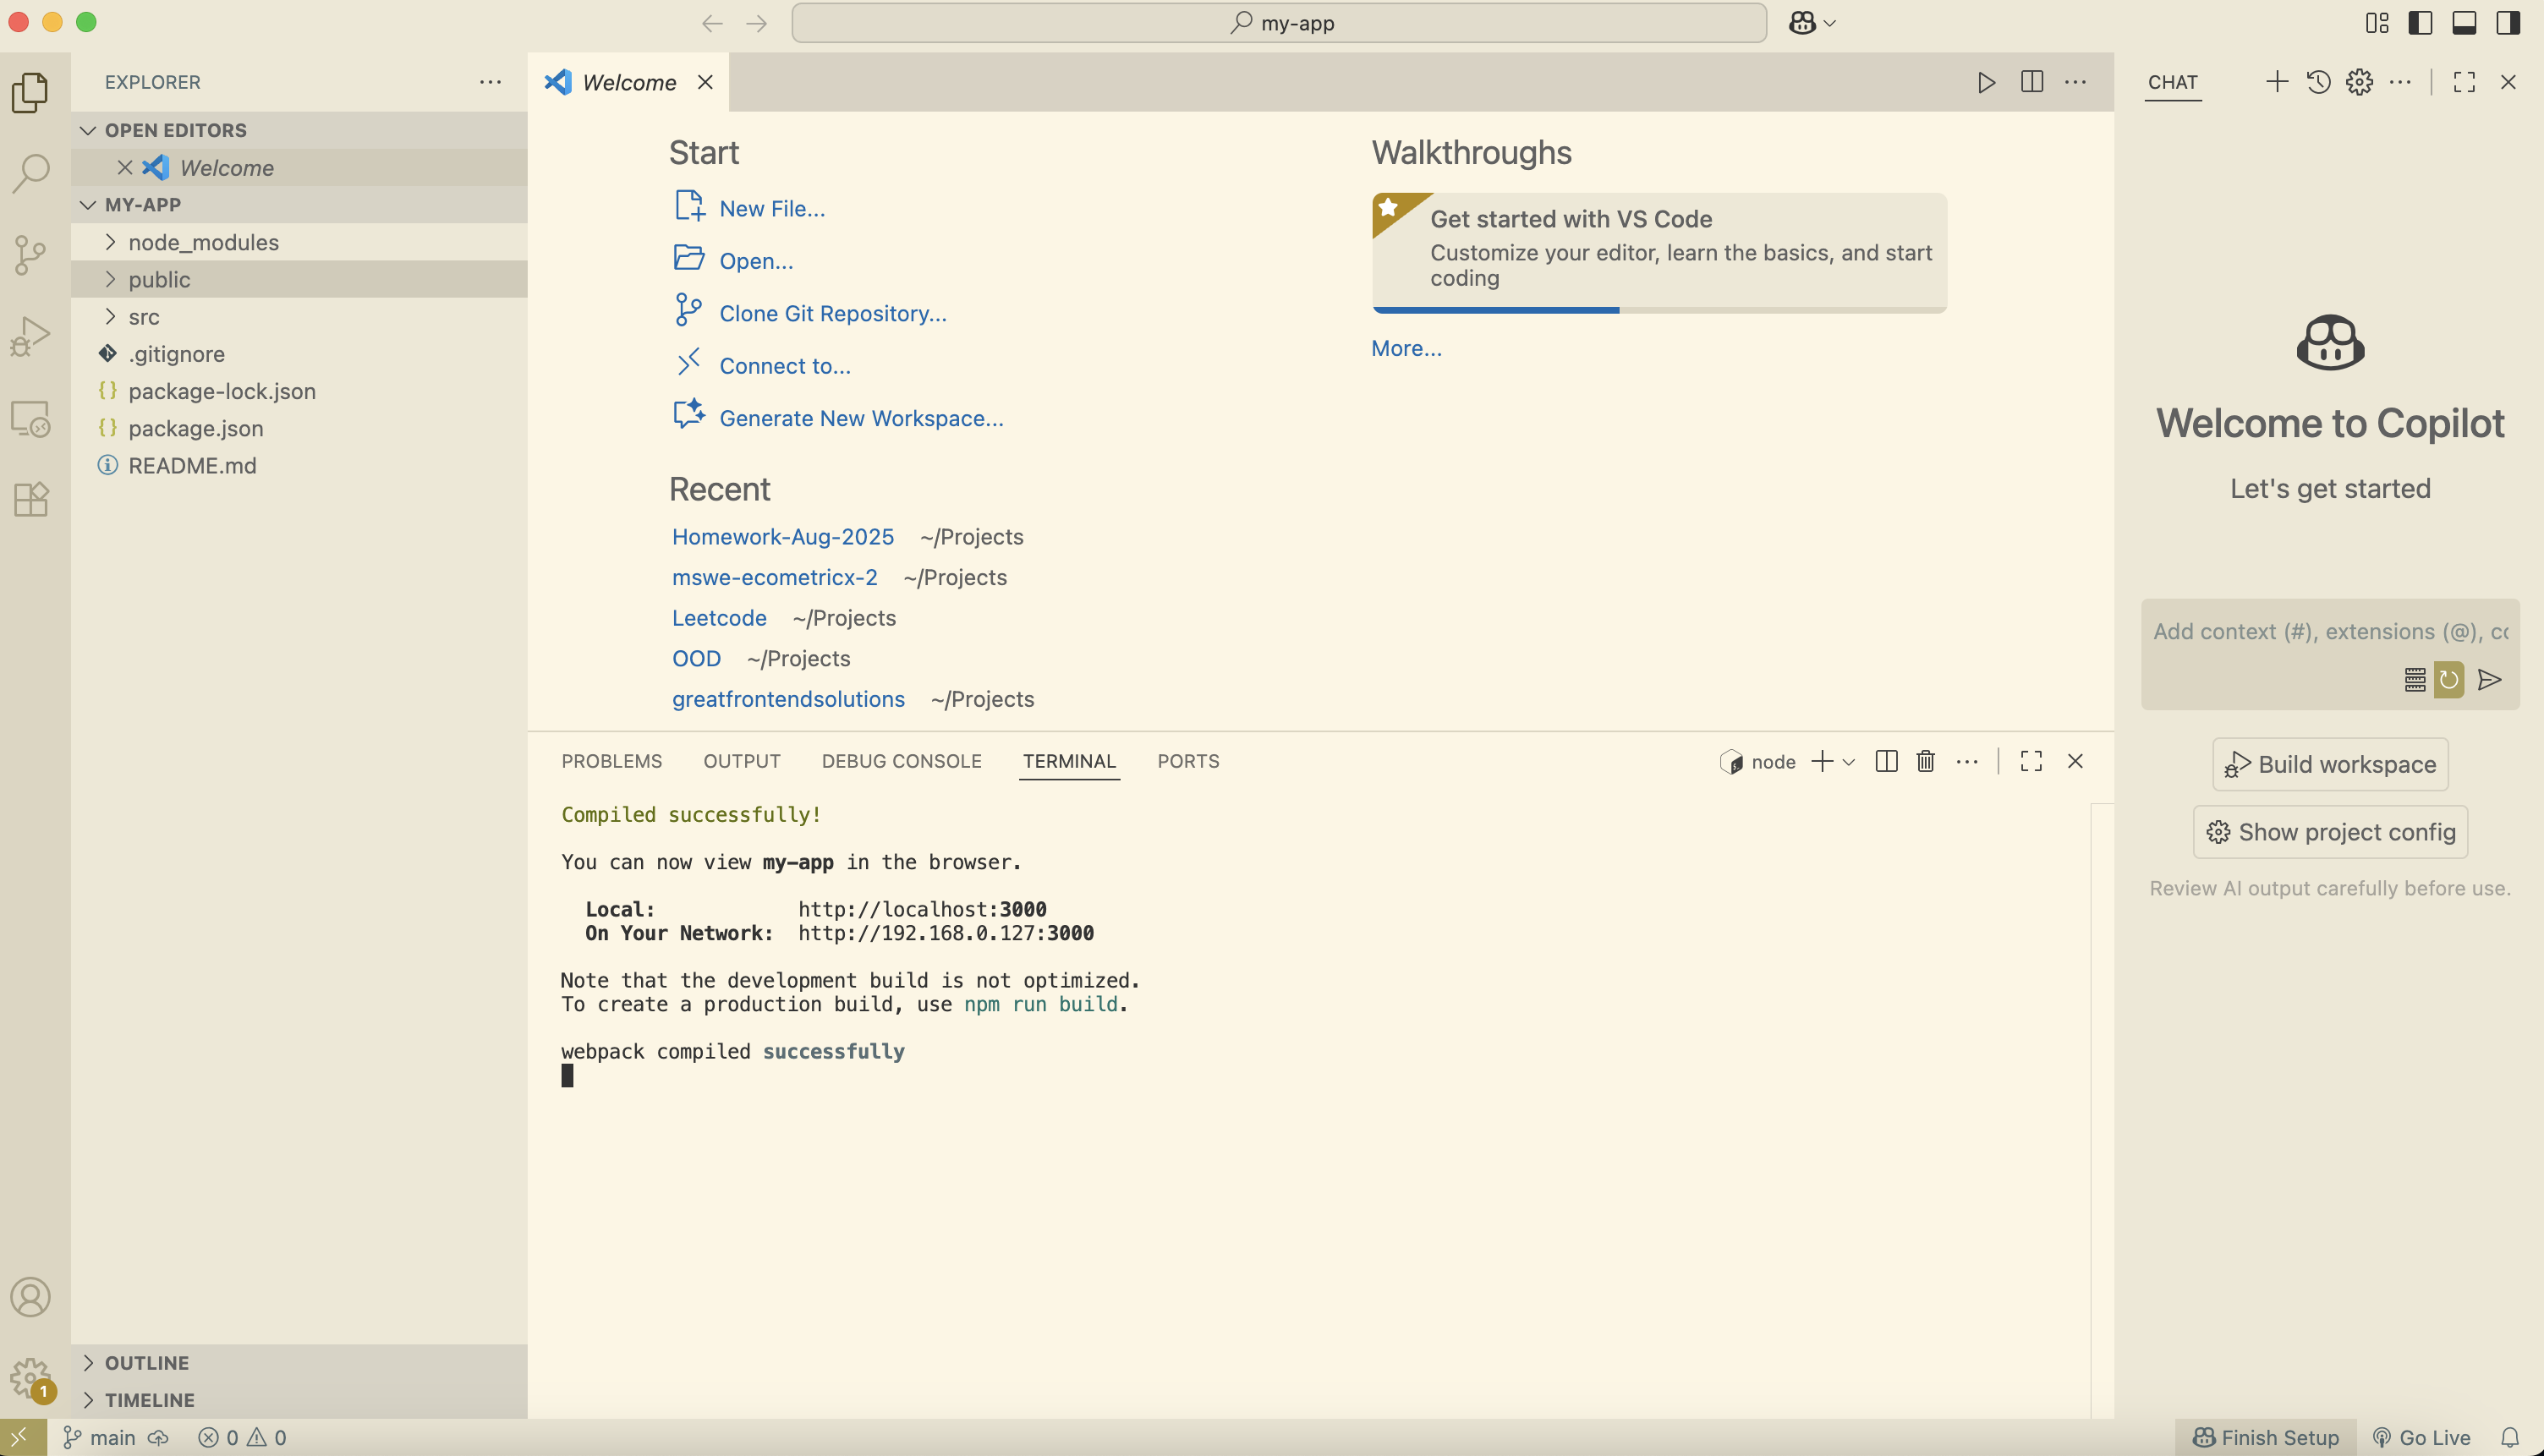 my-app
EXPLORER
OPEN EDITORS
Welcome
MY-APP
node_modules
public
src
.gitignore
package-lock.json
package.json
README.md
OUTLINE
TIMELINE
1
Welcome
Start
New File...
Open...
Clone Git Repository...
Connect to...
Generate New Workspace...
Recent
Homework-Aug-2025 ~/Projects
mswe-ecometricx-2 ~/Projects
Leetcode ~/Projects
OOD ~/Projects
greatfrontendsolutions ~/Projects
Walkthroughs
Get started with VS Code
Customize your editor, learn the basics, and start
coding
More...
PROBLEMS OUTPUT DEBUG CONSOLE TERMINAL PORTS
node
Compiled successfully!
You can now view my-app in the browser.
Local: http://localhost:3000
On Your Network: http://192.168.0.127:3000
Note that the development build is not optimized.
To create a production build, use npm run build.
webpack compiled successfully
CHAT
Welcome to Copilot
Let's get started
Add context (#), extensions (@), co
Build workspace
Show project config
Review AI output carefully before use.
main 0 0
Finish Setup Go Live